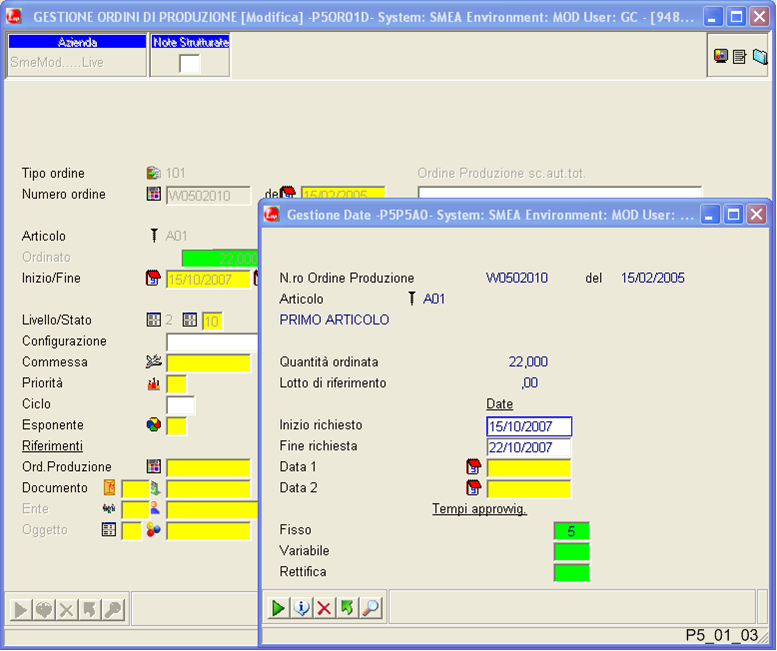 GESTIONE ORDINI DI PRODUZIONE [Modifica] -P5OR01D- System: SMEA Environment: MOD User: GC - [948...
Azienda
Note Strutturate
SmeMod.....Live
Tipo ordine 101 Ordine Produzione sc.aut.tot.
Numero ordine W0502010 del 15/02/2005
Articolo A01
Ordinato 22,000
Inizio/Fine 15/10/2007
Livello/Stato 2 10
Configurazione
Commessa
Priorità
Ciclo
Esponente
Riferimenti
Ord.Produzione
Documento
Ente
Oggetto
Gestione Date -P5P5A0- System: SMEA Environment: MOD User: ...
N.ro Ordine Produzione W0502010 del 15/02/2005
Articolo A01
PRIMO ARTICOLO
Quantità ordinata 22,000
Lotto di riferimento ,00
Date
Inizio richiesto 15/10/2007
Fine richiesta 22/10/2007
Data 1
Data 2
Tempi approwig.
Fisso 5
Variabile
Rettifica
P5_01_03